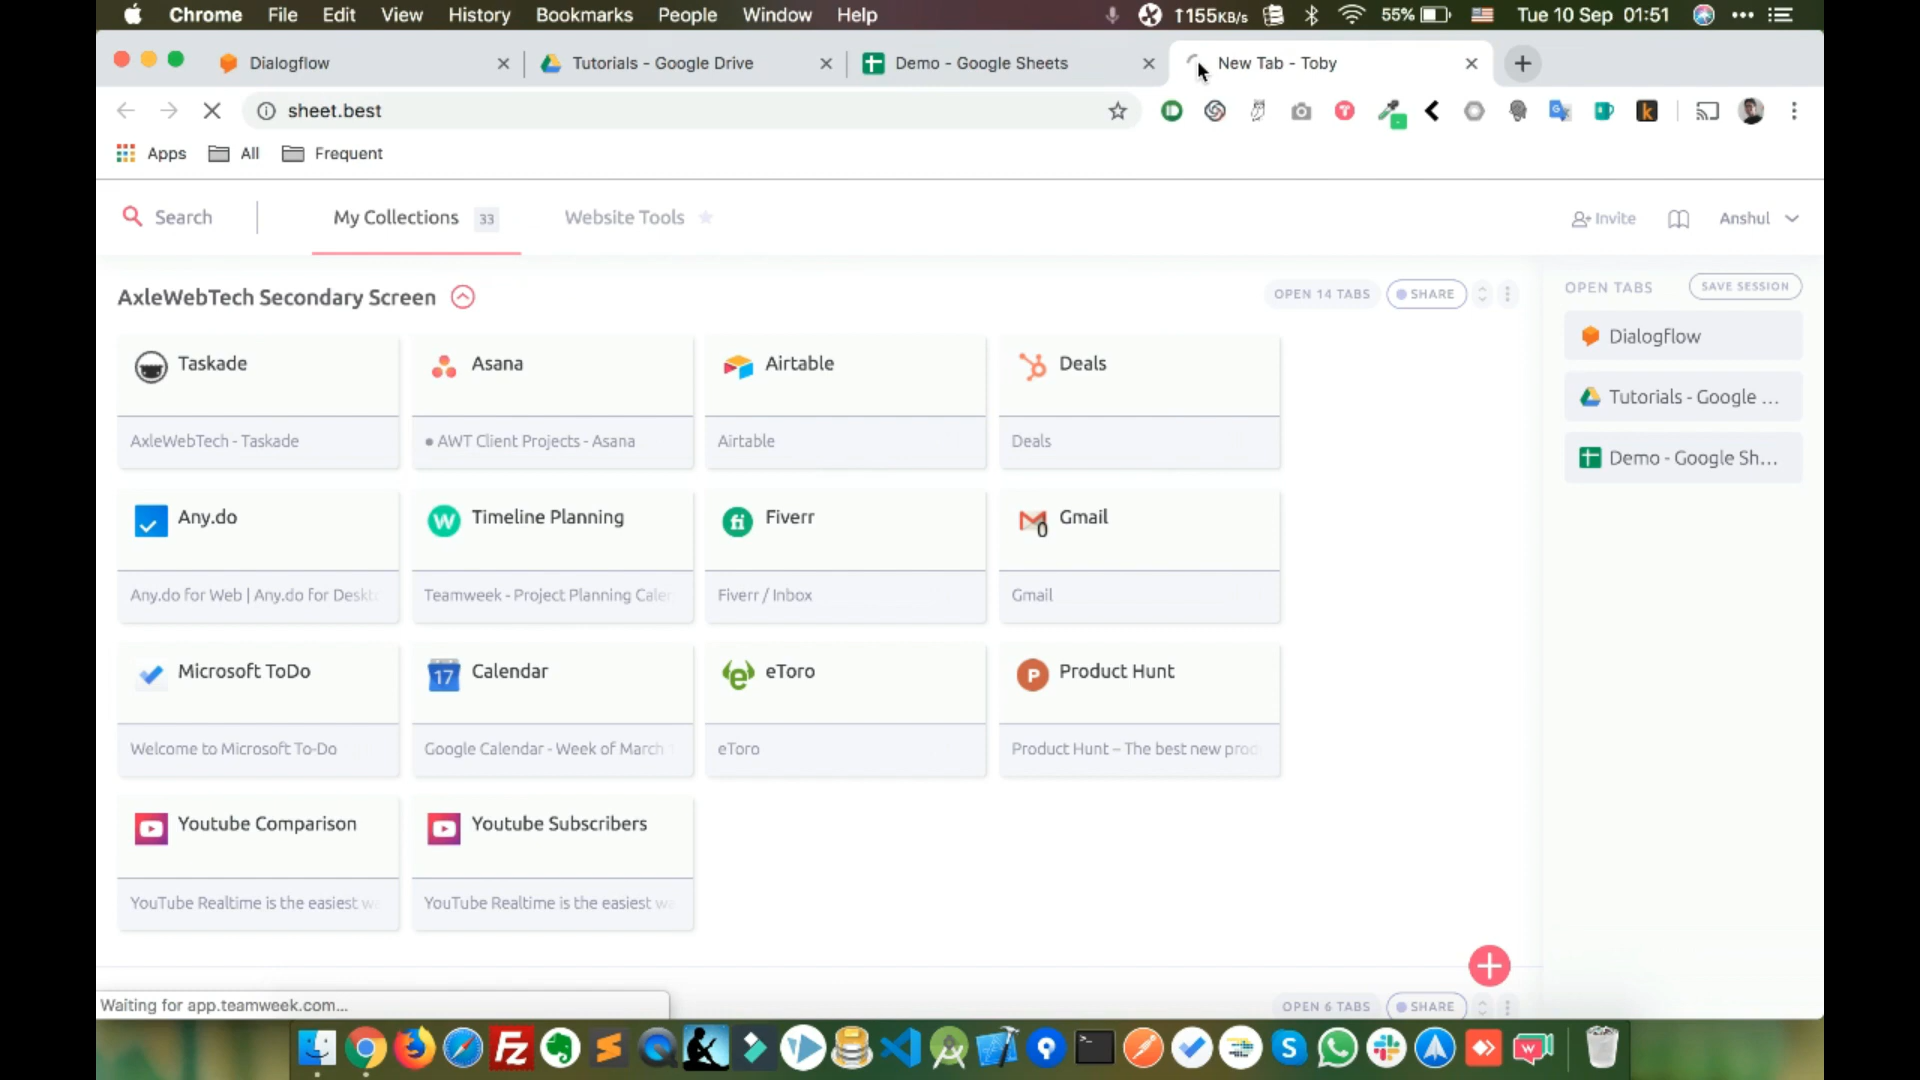 Chrome File Edit View History Bookmarks People Window Help 155KB/s 55% Tue 10 Sep 01:51
Dialogflow Tutorials - Google Drive Demo - Google Sheets New Tab - Toby
sheet.best
Apps All Frequent
Search My Collections 33 Website Tools Invite Anshul
AxleWebTech Secondary Screen OPEN 14 TABS SHARE OPEN TABS SAVE SESSION
Taskade Asana Airtable Deals Dialogflow
AxleWebTech - Taskade • AWT Client Projects - Asana Airtable Deals Tutorials - Google ...
Demo - Google Sh...
Any.do Timeline Planning Fiverr Gmail
Any.do for Web | Any.do for Deskt Teamweek - Project Planning Cale Fiverr / Inbox Gmail
Microsoft ToDo 17 Calendar eToro Product Hunt
Welcome to Microsoft To-Do Google Calendar - Week of March eToro Product Hunt – The best new pro
Youtube Comparison Youtube Subscribers
YouTube Realtime is the easiest w YouTube Realtime is the easiest w
Waiting for app.teamweek.com... OPEN 6 TABS SHARE